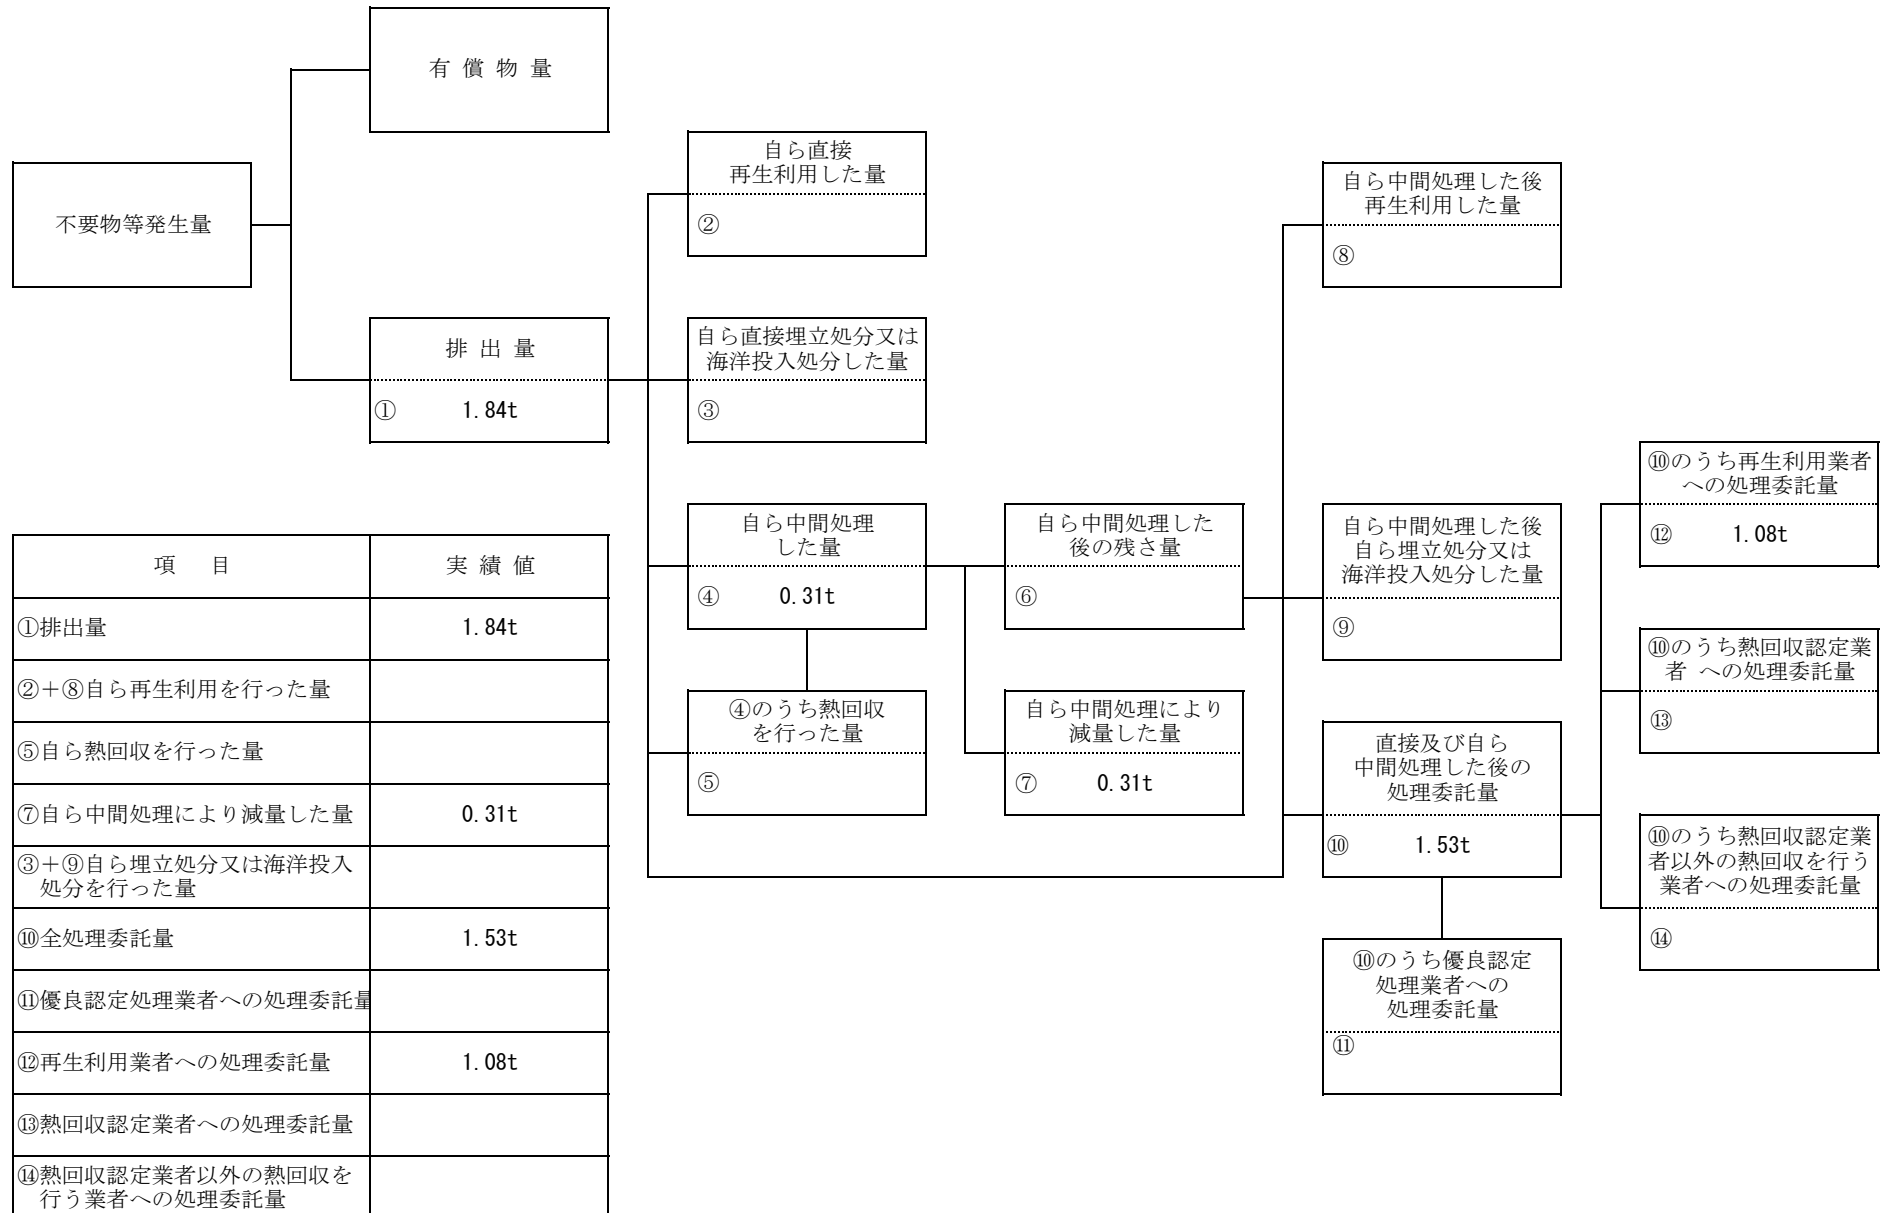 有 償 物 量
不要物等発生量
排 出 量
① 1.84t
自ら直接
再生利用した量
②
自ら直接埋立処分又は
海洋投入処分した量
③
自ら中間処理
した量
④ 0.31t
④のうち熱回収
を行った量
⑤
自ら中間処理した
後の残さ量
⑥
自ら中間処理により
減量した量
⑦ 0.31t
自ら中間処理した後
再生利用した量
⑧
自ら中間処理した後
自ら埋立処分又は
海洋投入処分した量
⑨
直接及び自ら
中間処理した後の
処理委託量
⑩ 1.53t
⑩のうち優良認定
処理業者への
処理委託量
⑪
⑩のうち再生利用業者
への処理委託量
⑫ 1.08t
⑩のうち熱回収認定業
者 への処理委託量
⑬
⑩のうち熱回収認定業
者以外の熱回収を行う
業者への処理委託量
⑭
項 目 実 績 値
①排出量 1.84t
②＋⑧自ら再生利用を行った量
⑤自ら熱回収を行った量
⑦自ら中間処理により減量した量 0.31t
③＋⑨自ら埋立処分又は海洋投入
処分を行った量
⑩全処理委託量 1.53t
⑪優良認定処理業者への処理委託量
⑫再生利用業者への処理委託量 1.08t
⑬熱回収認定業者への処理委託量
⑭熱回収認定業者以外の熱回収を
行う業者への処理委託量